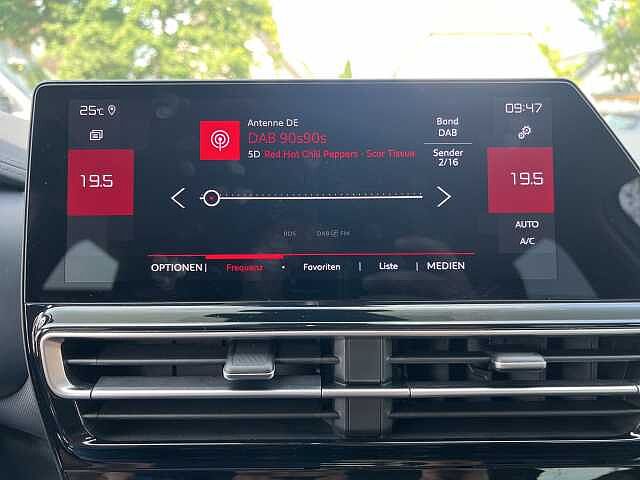 25°C
09:47
Antenne DE
DAB 90s90s
5D Red Hot Chili Peppers - Scar Tissue
Band
DAB
Sender
2/16
19.5
19.5
RDS DAB FM
AUTO
A/C
OPTIONEN Frequenz Favoriten Liste MEDIEN